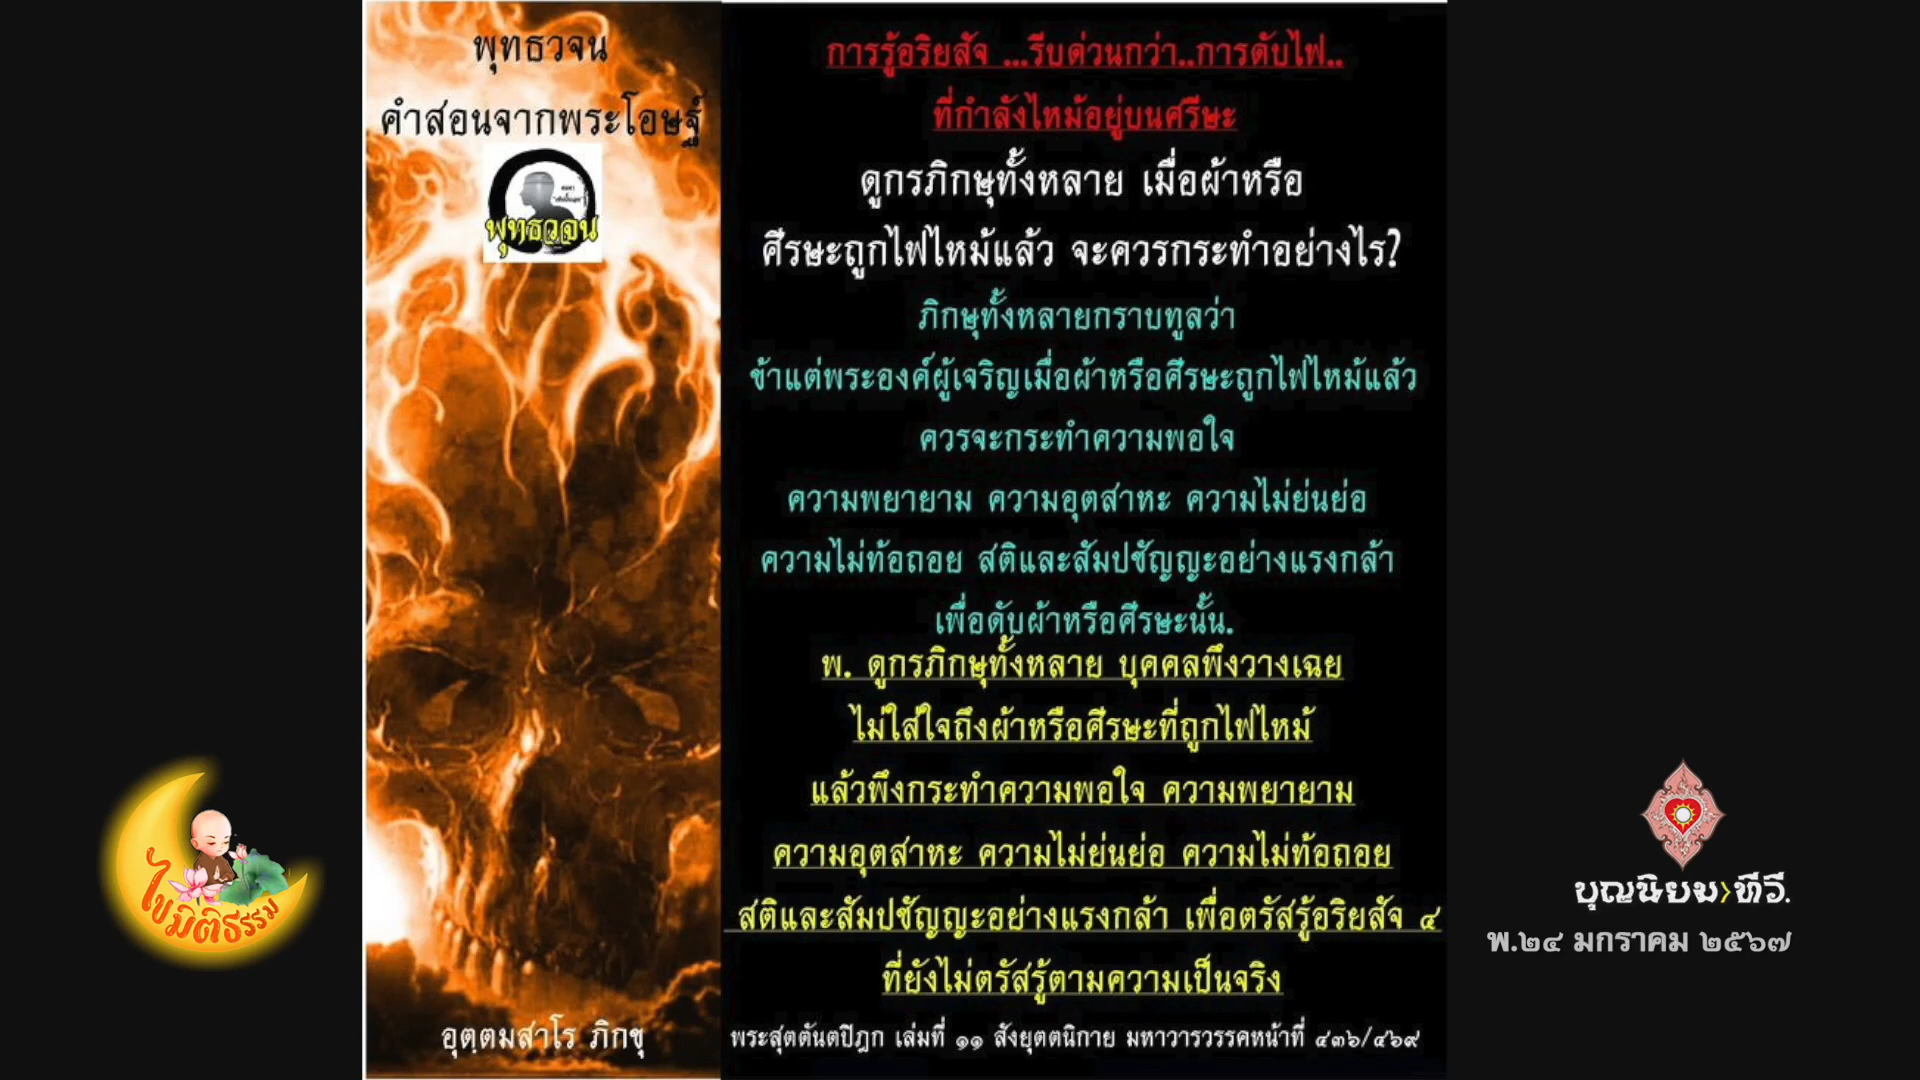 พุทธวจน
คำสอนจากพระโอษฐ์
พุทธวจน
อุตฺตมสาโร ภิกขุ
การรู้อริยสัจ ...รีบด่วนกว่า..การดับไฟ..
ที่กำลังไหม้อยู่บนศรีษะ
ดูกรภิกษุทั้งหลาย เมื่อผ้าหรือ
ศีรษะถูกไฟไหม้แล้ว จะควรกระทำอย่างไร?
ภิกษุทั้งหลายกราบทูลว่า
ข้าแต่พระองค์ผู้เจริญเมื่อผ้าหรือศีรษะถูกไฟไหม้แล้ว
ควรจะกระทำความพอใจ
ความพยายาม ความอุตสาหะ ความไม่ย่นย่อ
ความไม่ท้อถอย สติและสัมปชัญญะอย่างแรงกล้า
เพื่อดับผ้าหรือศีรษะนั้น.
พ. ดูกรภิกษุทั้งหลาย บุคคลพึงวางเฉย
ไม่ใส่ใจถึงผ้าหรือศีรษะที่ถูกไฟไหม้
แล้วพึงกระทำความพอใจ ความพยายาม
ความอุตสาหะ ความไม่ย่นย่อ ความไม่ท้อถอย
สติและสัมปชัญญะอย่างแรงกล้า เพื่อตรัสรู้อริยสัจ ๔
ที่ยังไม่ตรัสรู้ตามความเป็นจริง
พระสุตตันตปิฎก เล่มที่ ๑๑ สังยุตตนิกาย มหาวารวรรคหน้าที่ ๔๓๖/๔๖๙
ไขมิติธรรม
บุญนิยม>ทีวี.
พ.๒๔ มกราคม ๒๕๖๗